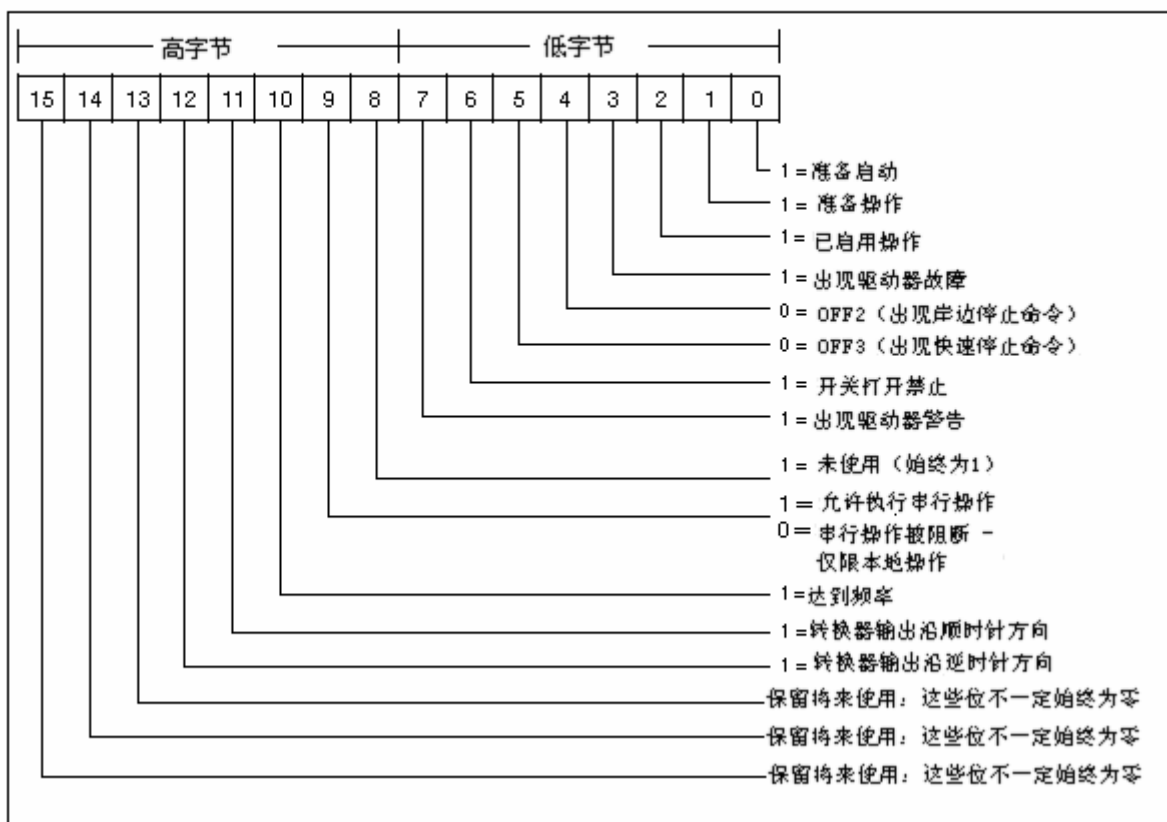 高字节 低字节
15 14 13 12 11 10 9 8 7 6 5 4 3 2 1 0
1=准备启动
1= 准备操作
1= 已启用操作
1= 出现驱动器故障
0= OFF2（出现岸边停止命令）
0= OFF3（出现快速停止命令）
1= 开关打开禁止
1= 出现驱动器警告
1= 未使用（始终为1）
1= 允许执行串行操作
0= 串行操作被阻断 -
仅限本地操作
1=达到频率
1=转换器输出沿顺时针方向
1= 转换器输出沿逆时针方向
保留将来使用：这些位不一定始终为零
保留将来使用：这些位不一定始终为零
保留将来使用：这些位不一定始终为零